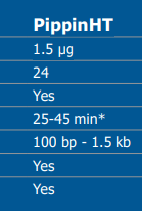 PippinHT
1.5 µg
24
Yes
25-45 min*
100 bp - 1.5 kb
Yes
Yes